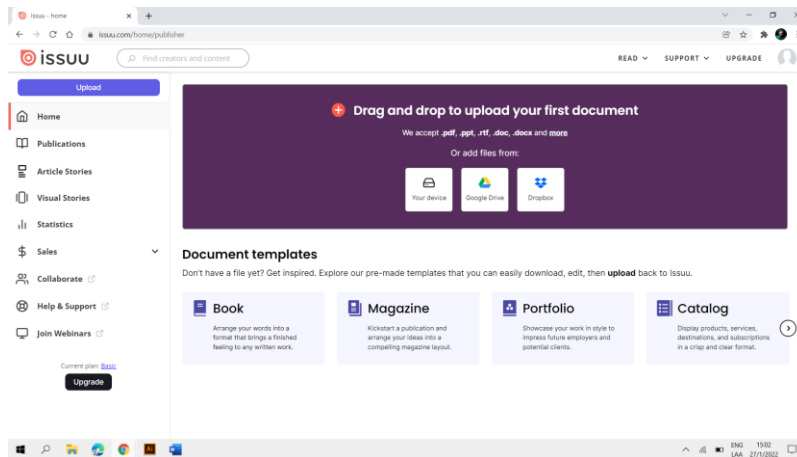 Issuu - home
issuu.com/home/publisher
issuu
Find creators and content
READ
SUPPORT
UPGRADE
Upload
Home
Publications
Article Stories
Visual Stories
Statistics
Sales
Collaborate
Help & Support
Join Webinars
Current plan: Basic
Upgrade
Drag and drop to upload your first document
We accept .pdf, .ppt, .rtf, .doc, .docx and more
Or add files from:
Your device
Google Drive
Dropbox
Document templates
Don't have a file yet? Get inspired. Explore our pre-made templates that you can easily download, edit, then upload back to Issuu.
Book
Arrange your words into a
format that brings a finished
feeling to any written work.
Magazine
Kickstart a publication and
arrange your ideas into a
compelling magazine layout.
Portfolio
Showcase your work in style to
impress future employers and
potential clients.
Catalog
Display products, services,
destinations, and subscriptions
in a crisp and clear format.
Ai
ENG
LAA
15:02
27/1/2022